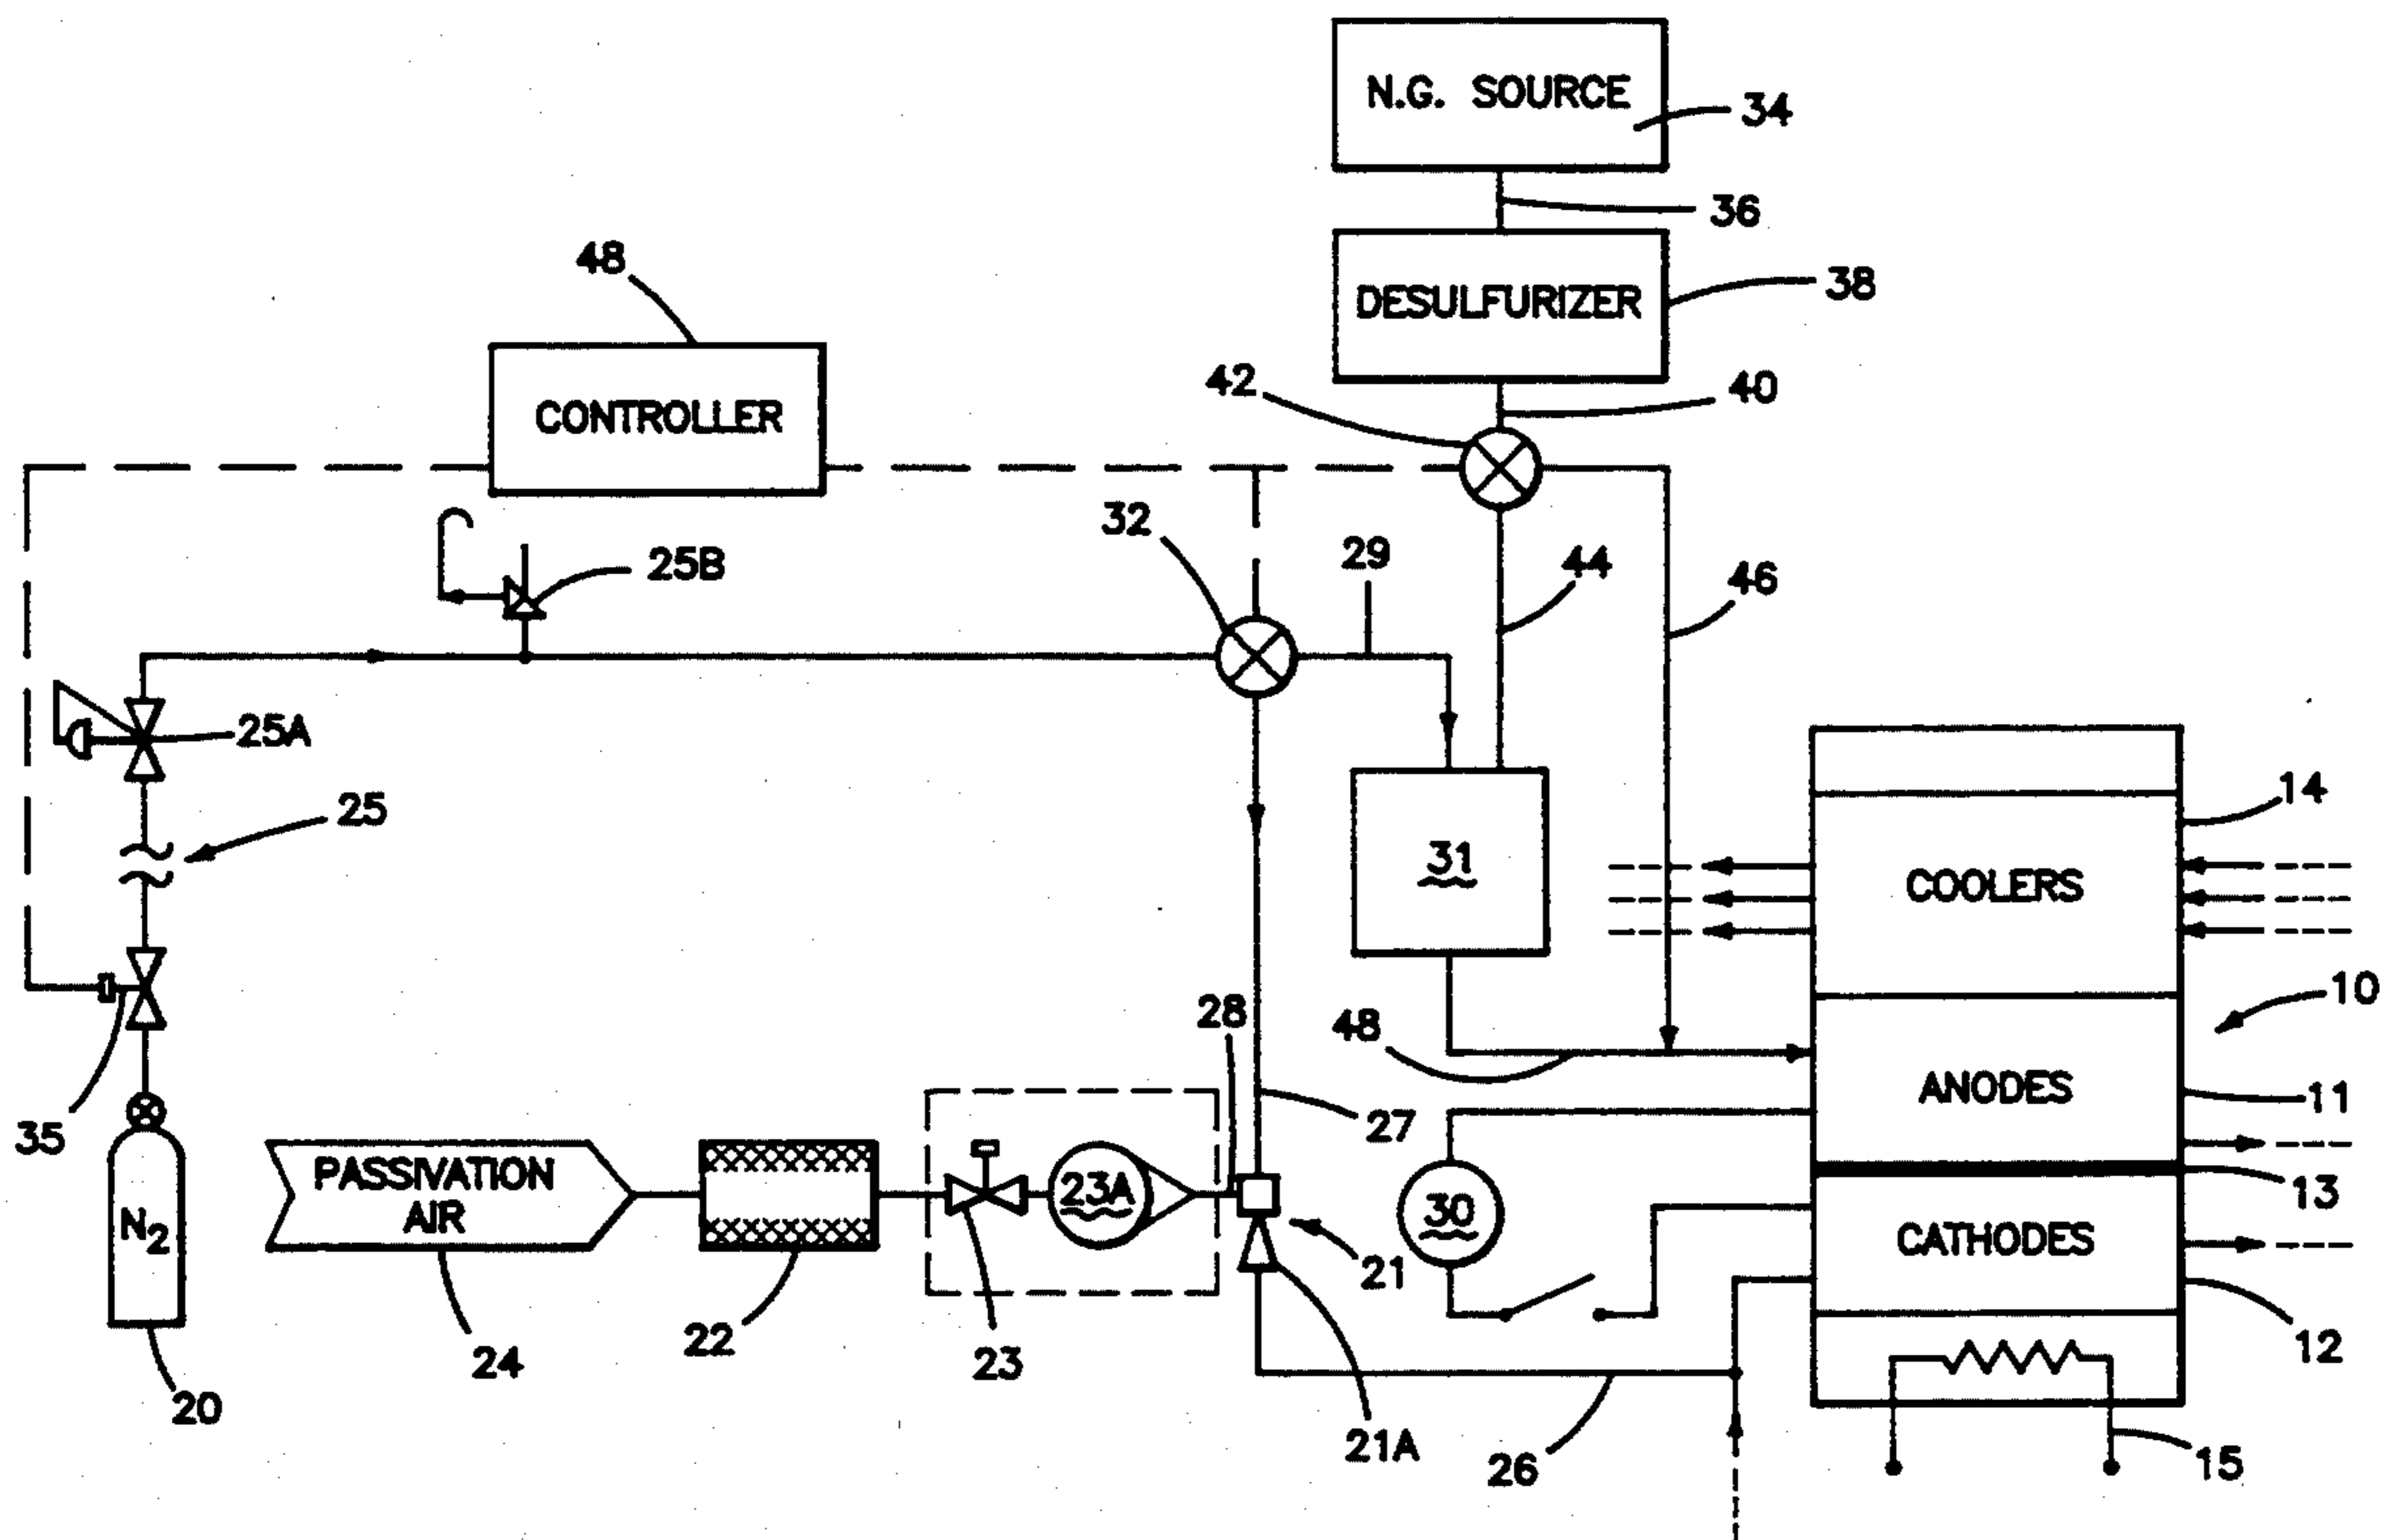 N.G. SOURCE
34
36
48
DESULFURIZER
38
42
40
CONTROLLER
32
29
44
46
25B
25A
25
14
31
COOLERS
10
28
48
ANODES
11
27
35
PASSIVATION
AIR
N2
23A
30
13
CATHODES
21
24
22
23
12
20
21A
26
15